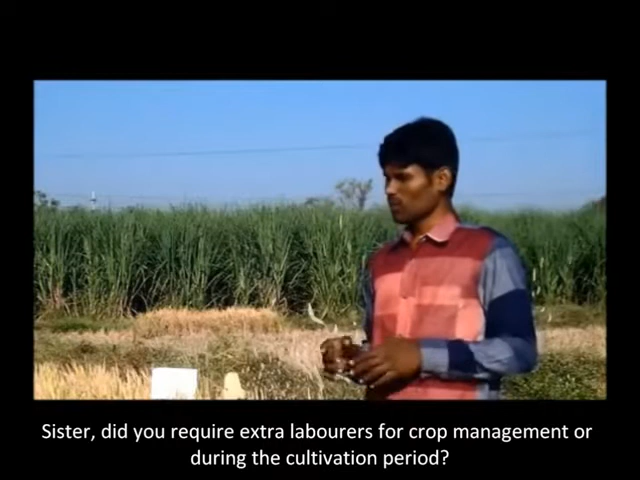 Sister, did you require extra labourers for crop management or
during the cultivation period?